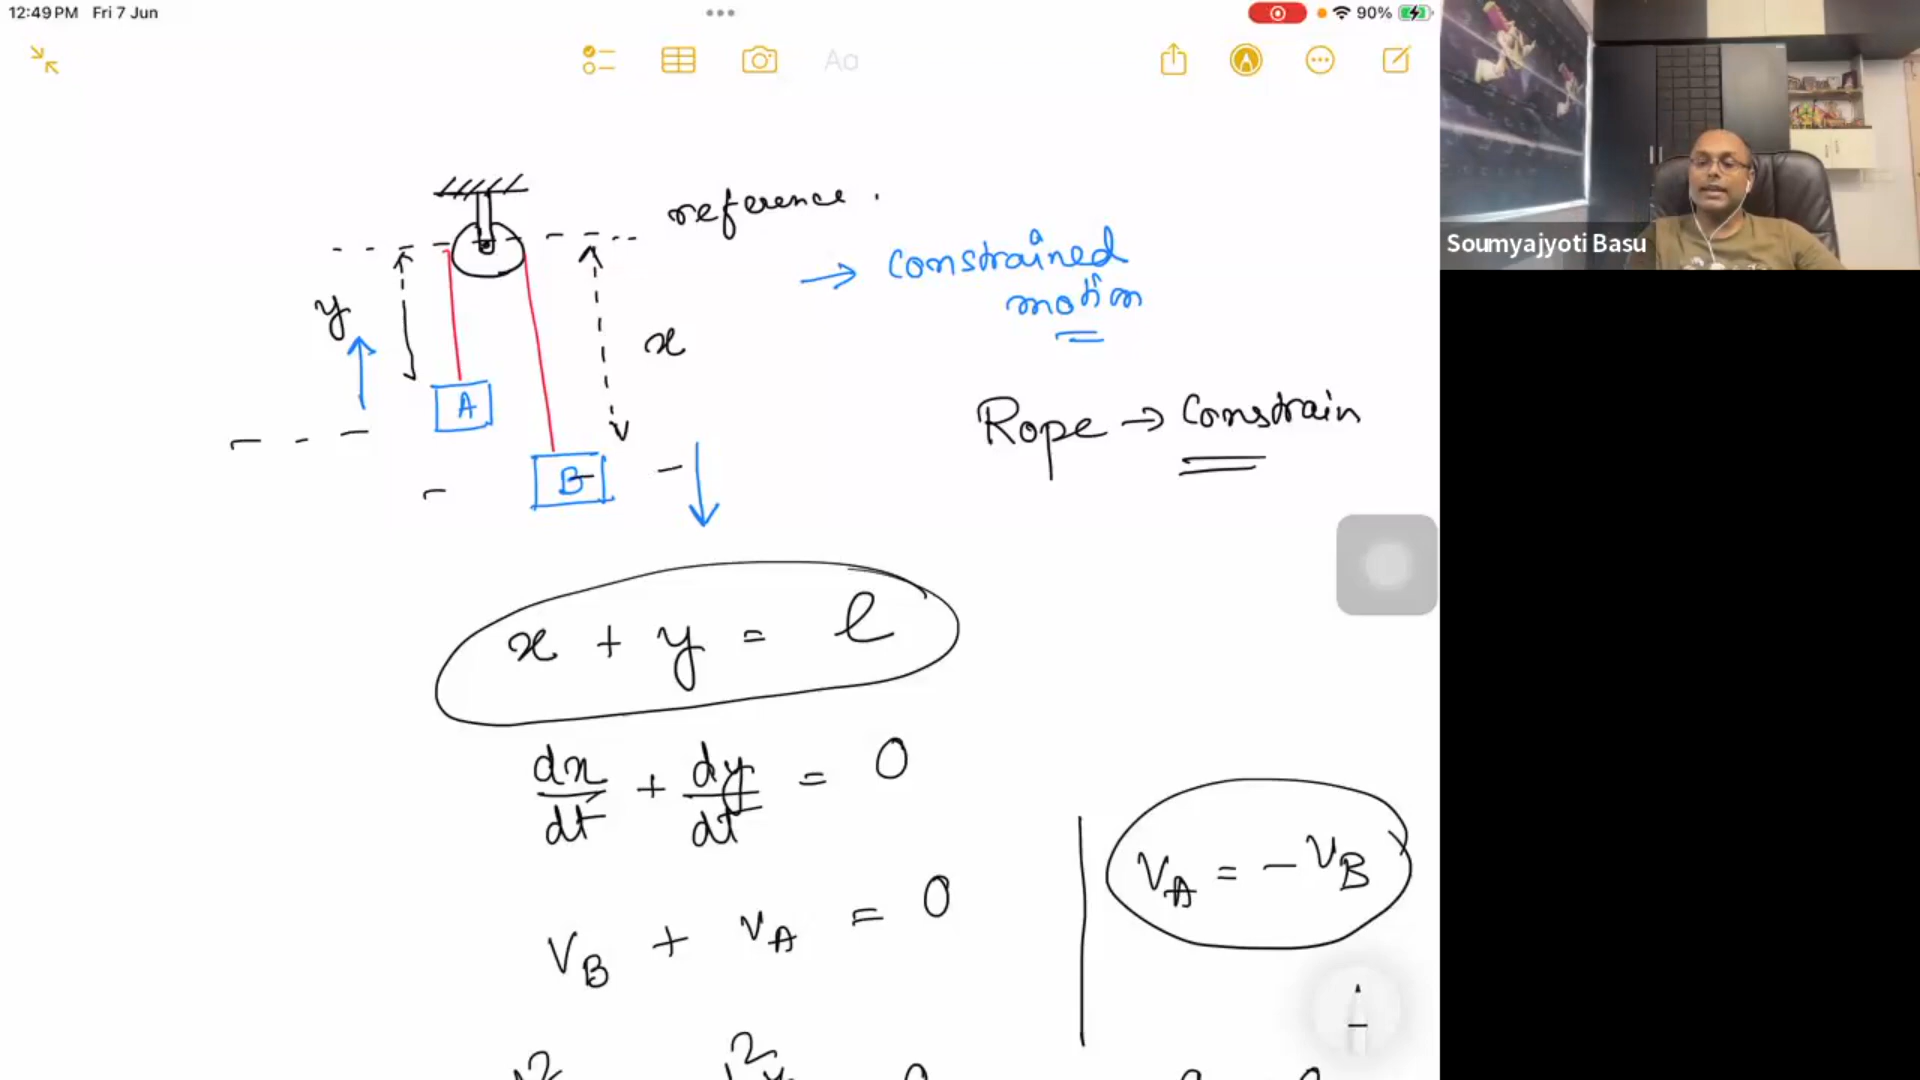 12:49 PM Fri 7 Jun
90%
Aa
Soumyajyoti Basu
reference.
→ constrained
motion
y
x
A
B
Rope → Constrain
x + y = l
dx/dt + dy/dt = 0
V_B + V_A = 0
V_A = - V_B